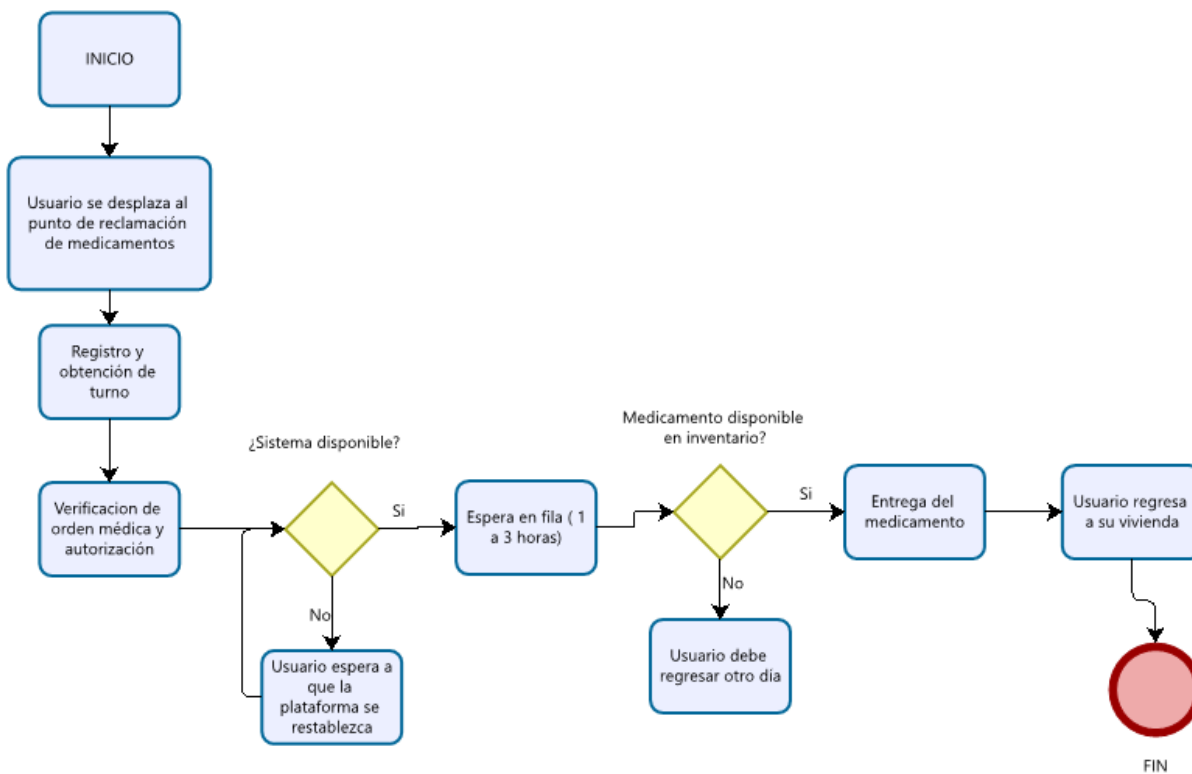 INICIO
Usuario se desplaza al
punto de reclamación
de medicamentos
Registro y
obtención de
turno
Verificacion de
orden médica y
autorización
¿Sistema disponible?
Si
No
Usuario espera a
que la
plataforma se
restablezca
Espera en fila ( 1
a 3 horas)
Medicamento disponible
en inventario?
Si
No
Usuario debe
regresar otro día
Entrega del
medicamento
Usuario regresa
a su vivienda
FIN